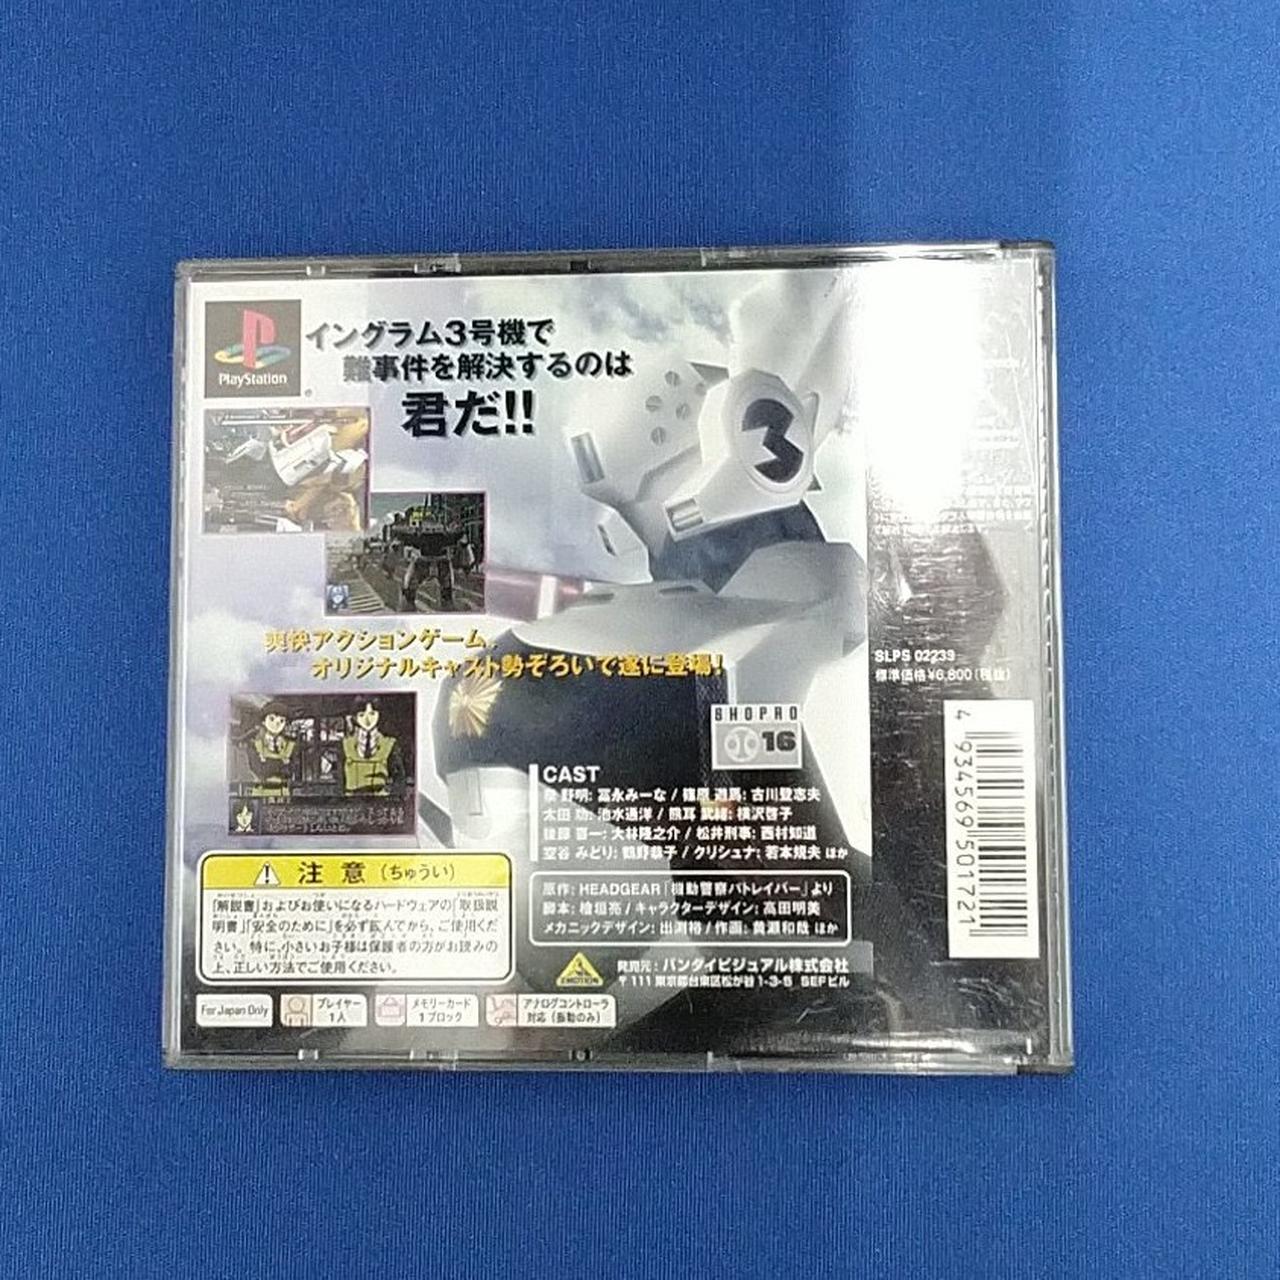 PlayStation
イングラム3号機で
難事件を解決するのは
君だ!!
爽快アクションゲーム。
オリジナルキャスト勢ぞろいで遂に登場!
SLPS 02239
標準価格¥6,800(税抜)
4 934569 501721
SHOPRO
16
3
CAST
泉 野明: 冨永みーな / 篠原 遊馬: 古川登志夫
太田 功: 池水通洋 / 熊耳 武緒: 横沢啓子
後藤 喜一: 大林隆之介 / 松井刑事: 西村知道
空谷 みどり: 鶴野恭子 / クリシュナ: 若本規夫 ほか
原作: HEADGEAR「機動警察パトレイバー」より
脚本: 檜垣亮 / キャラクターデザイン: 高田明美
メカニックデザイン: 出渕裕 / 作画: 黄瀬和哉 ほか
EMOTION
発売元: バンダイビジュアル株式会社
〒111 東京都台東区松が谷1-3-5 SEFビル
注意(ちゅうい)
「解説書」およびお使いになるハードウェアの「取扱説
明書」「安全のために」を必ず読んでから、ご使用くださ
い。特に、小さいお子様は保護者の方がお読みの
上、正しい方法でご使用ください。
For Japan Only
プレイヤー
1人
メモリーカード
1ブロック
アナログコントローラ
対応(振動のみ)